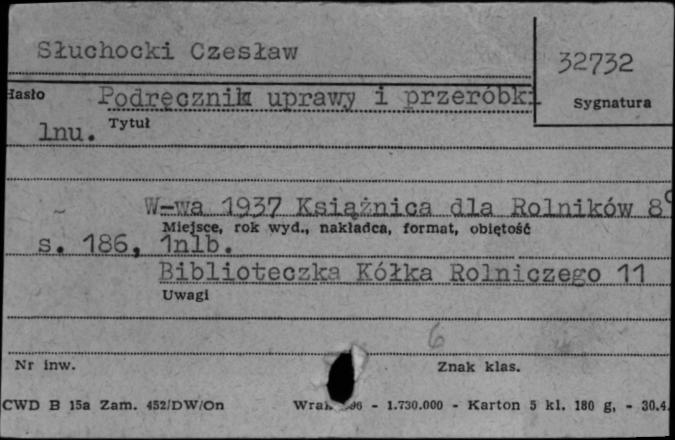 Słuchocki Czesław
32732
Hasło
Podręcznik uprawy i przeróbki
Sygnatura
Tytuł
lnu.
W-wa 1937 Książnica dla Rolników 8°
Miejsce, rok wyd., nakładca, format, obiętość
s. 186, 1nlb.
Biblioteczka Kółka Rolniczego 11
Uwagi
6
Nr inw.
Znak klas.
CWD B 15a Zam. 452/DW/On - 1.730.000 - Karton 5 kl. 180 g, - 30.4.